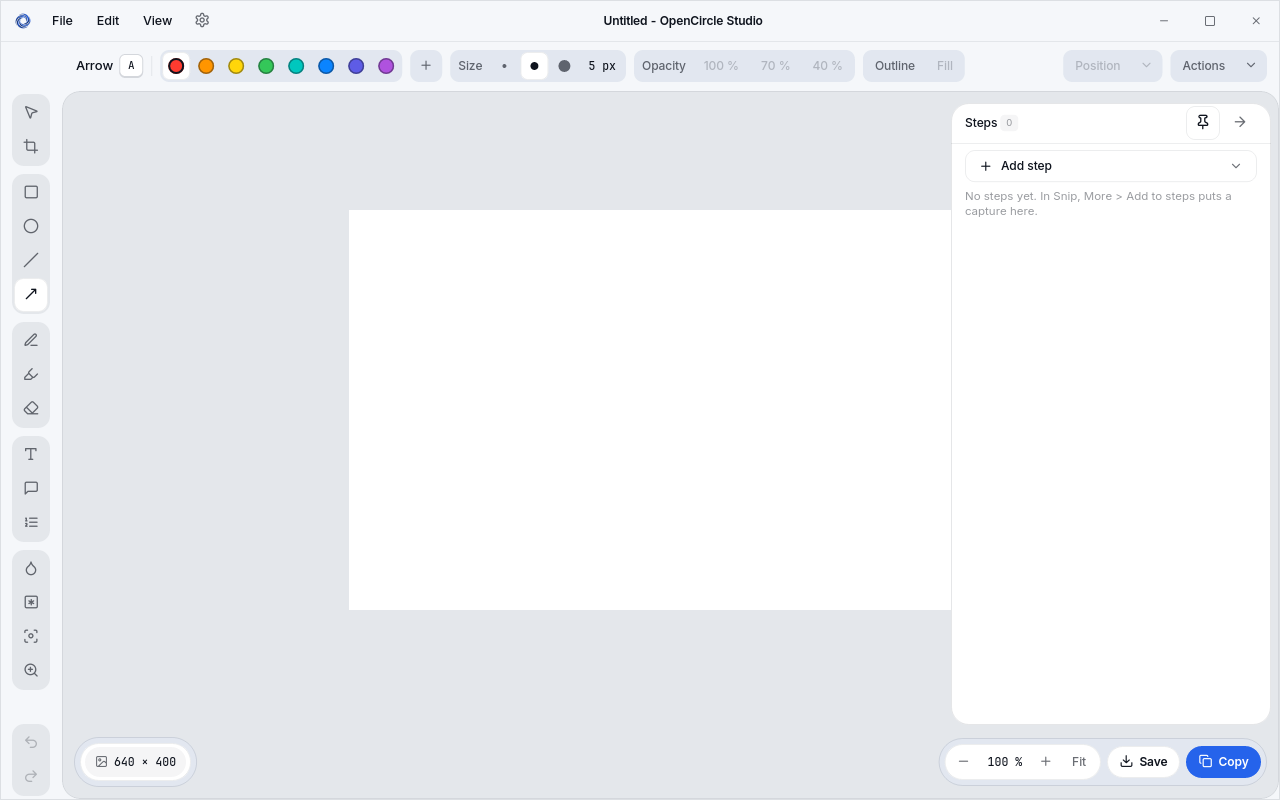 File Edit View
Untitled - OpenCircle Studio
Arrow A
Size 5 px
Opacity 100 % 70 % 40 %
Outline Fill
Position
Actions
Steps 0
Add step
No steps yet. In Snip, More > Add to steps puts a
capture here.
640 × 400
100 %
Fit
Save
Copy